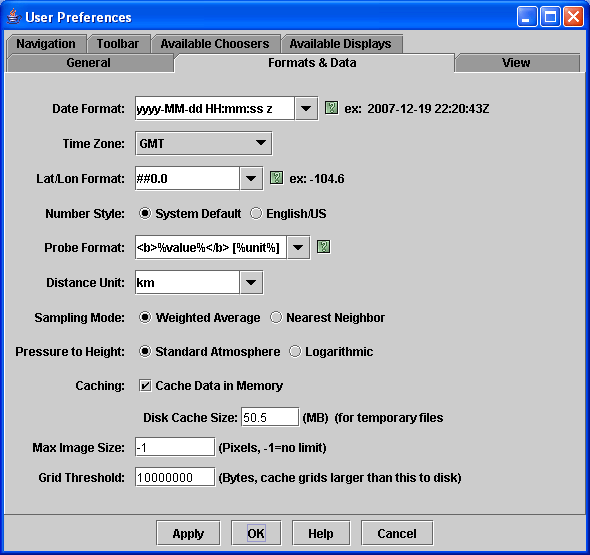 User Preferences
Navigation Toolbar Available Choosers Available Displays
General Formats & Data View
Date Format: yyyy-MM-dd HH:mm:ss z ? ex: 2007-12-19 22:20:43Z
Time Zone: GMT
Lat/Lon Format: ##0.0 ? ex: -104.6
Number Style: System Default English/US
Probe Format: <b>%value%</b> [%unit%] ?
Distance Unit: km
Sampling Mode: Weighted Average Nearest Neighbor
Pressure to Height: Standard Atmosphere Logarithmic
Caching: Cache Data in Memory
Disk Cache Size: 50.5 (MB) (for temporary files
Max Image Size: -1 (Pixels, -1=no limit)
Grid Threshold: 10000000 (Bytes, cache grids larger than this to disk)
Apply OK Help Cancel